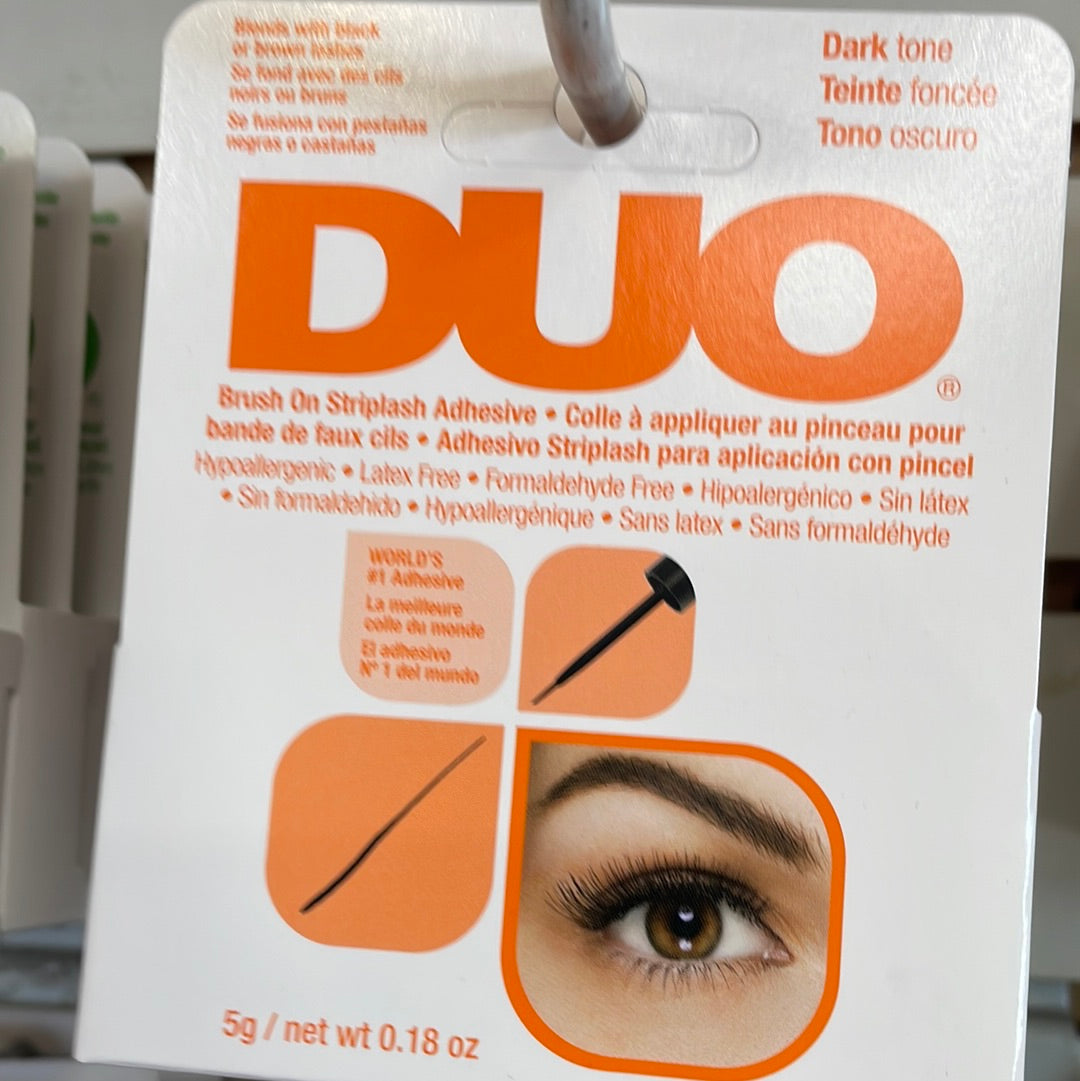 Blends with black
or brown lashes
Se fond avec des cils
noirs ou bruns
Se fusiona con pestañas
negras o castañas
Dark tone
Teinte foncée
Tono oscuro
DUO®
Brush On Striplash Adhesive • Colle à appliquer au pinceau pour
bande de faux cils • Adhesivo Striplash para aplicación con pincel
Hypoallergenic • Latex Free • Formaldehyde Free • Hipoalergénico • Sin látex
• Sin formaldehido • Hypoallergénique • Sans latex • Sans formaldéhyde
WORLD'S
#1 Adhesive
La meilleure
colle du monde
El adhesivo
Nº 1 del mundo
5g / net wt 0.18 oz